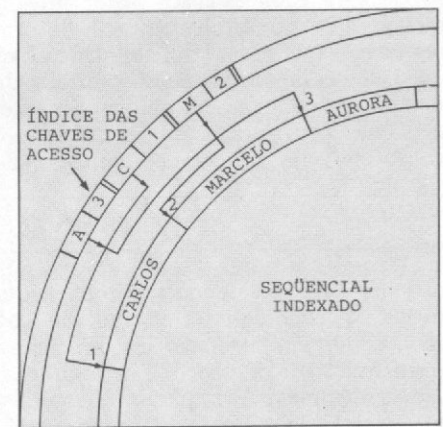 ÍNDICE DAS
CHAVES DE
ACESSO
A 3 C 1 M 2
1
2
3
CARLOS
MARCELO
AURORA
SEQÜENCIAL
INDEXADO